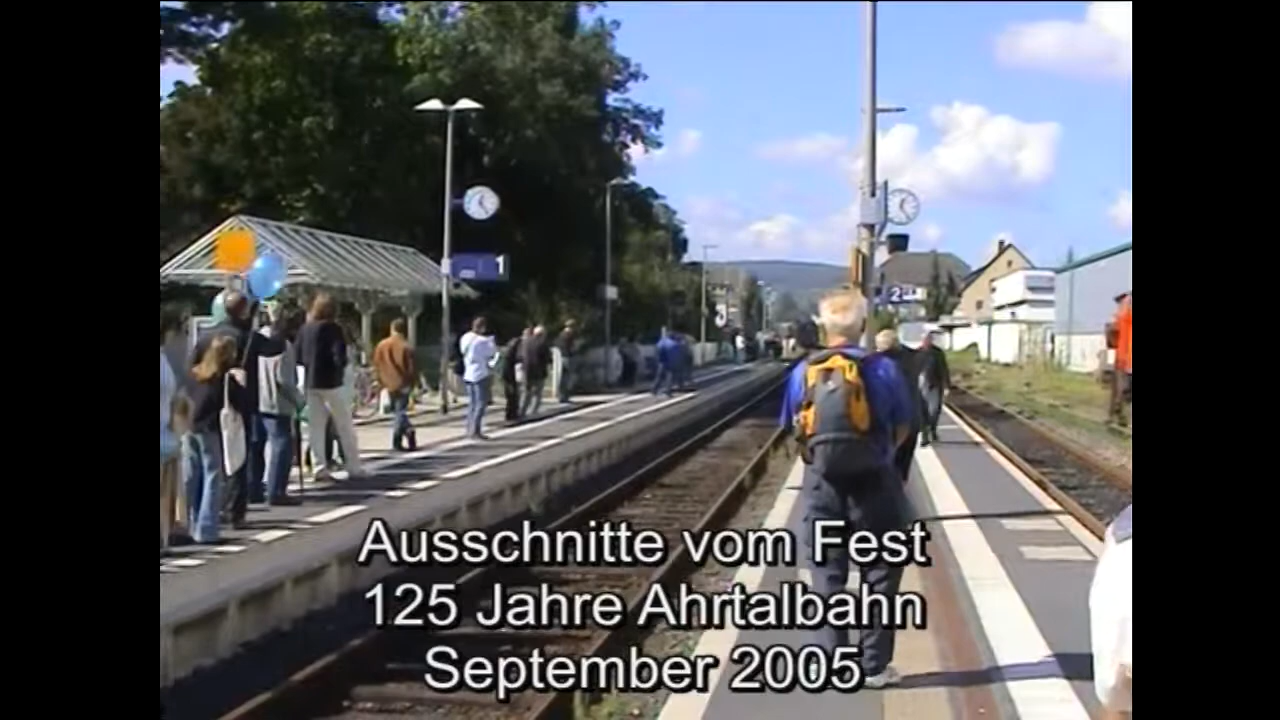 1
2
Ausschnitte vom Fest
125 Jahre Ahrtalbahn
September 2005